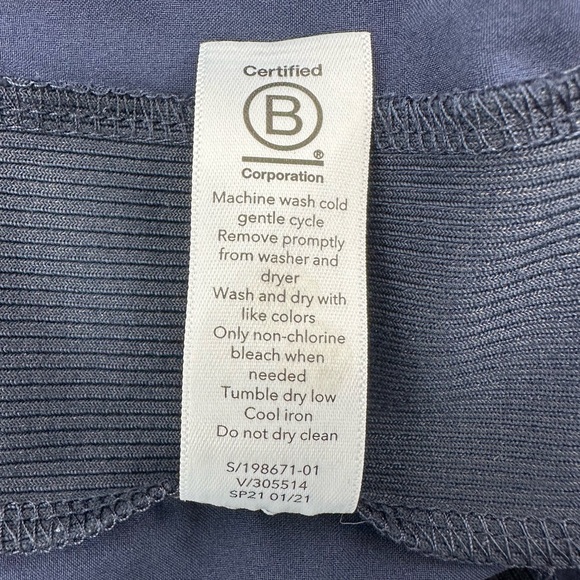 Certified
B
®
Corporation
Machine wash cold
gentle cycle
Remove promptly
from washer and
dryer
Wash and dry with
like colors
Only non-chlorine
bleach when
needed
Tumble dry low
Cool iron
Do not dry clean
S/198671-01
V/305514
SP21 01/21